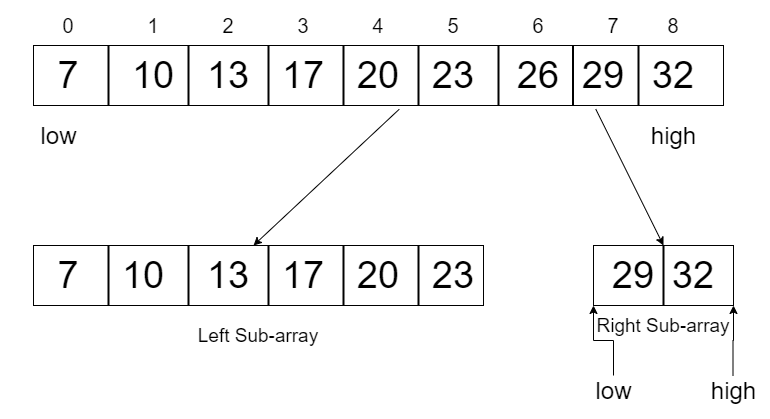 0 1 2 3 4 5 6 7 8
7 10 13 17 20 23 26 29 32
low high
7 10 13 17 20 23 29 32
Left Sub-array Right Sub-array
low high